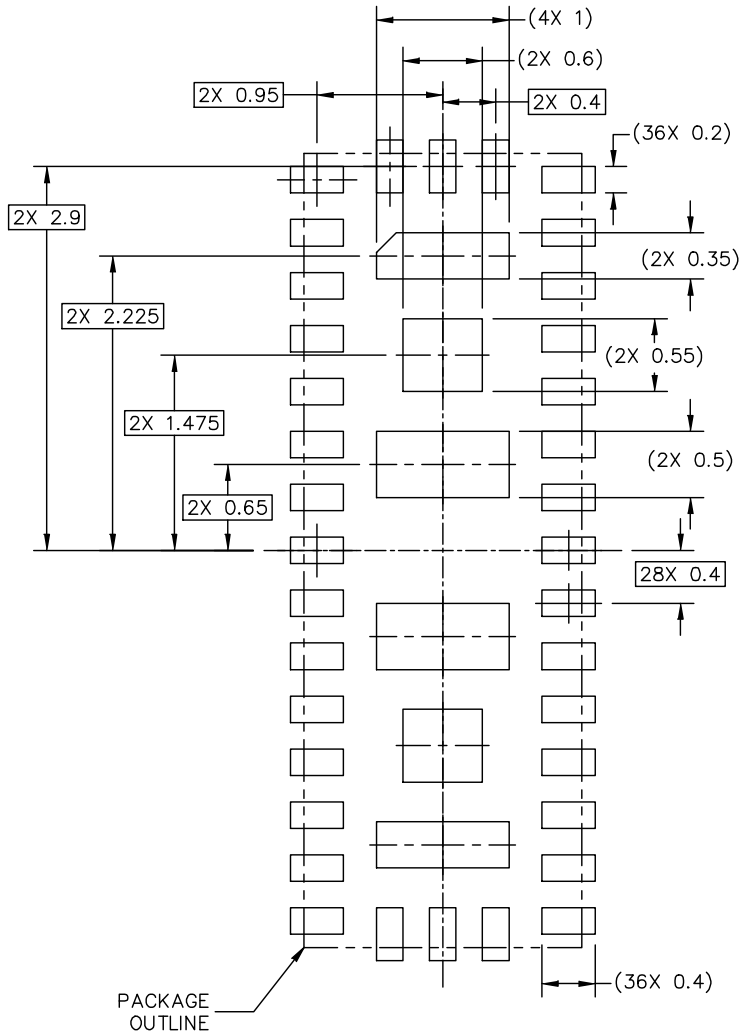 (4X 1)
(2X 0.6)
2X 0.95
2X 0.4
(36X 0.2)
2X 2.9
(2X 0.35)
2X 2.225
(2X 0.55)
2X 1.475
(2X 0.5)
2X 0.65
28X 0.4
(36X 0.4)
PACKAGE
OUTLINE